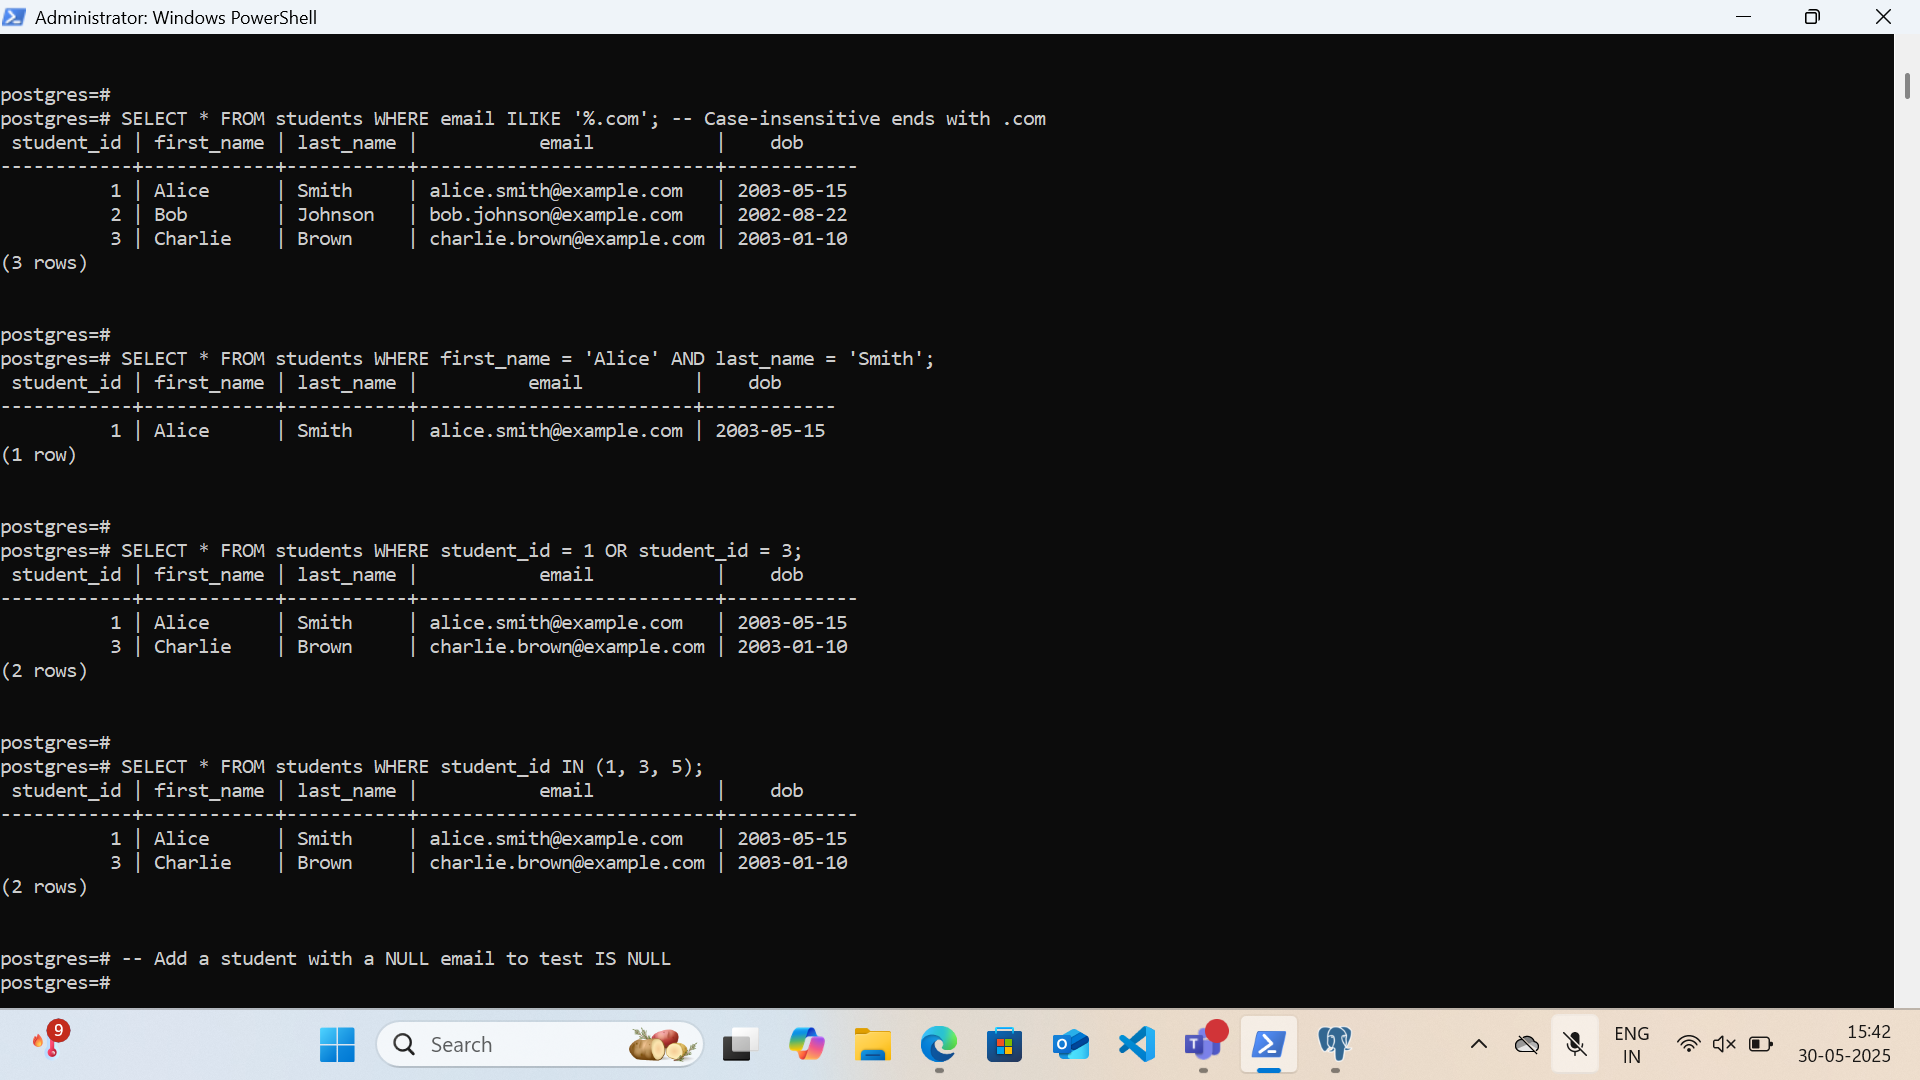 Administrator: Windows PowerShell
postgres=#
postgres=# SELECT * FROM students WHERE email ILIKE '%.com'; -- Case-insensitive ends with .com
 student_id | first_name | last_name |           email           |    dob
------------+------------+-----------+---------------------------+------------
          1 | Alice      | Smith     | alice.smith@example.com   | 2003-05-15
          2 | Bob        | Johnson   | bob.johnson@example.com   | 2002-08-22
          3 | Charlie    | Brown     | charlie.brown@example.com | 2003-01-10
(3 rows)
postgres=#
postgres=# SELECT * FROM students WHERE first_name = 'Alice' AND last_name = 'Smith';
 student_id | first_name | last_name |          email          |    dob
------------+------------+-----------+-------------------------+------------
          1 | Alice      | Smith     | alice.smith@example.com | 2003-05-15
(1 row)
postgres=#
postgres=# SELECT * FROM students WHERE student_id = 1 OR student_id = 3;
 student_id | first_name | last_name |           email           |    dob
------------+------------+-----------+---------------------------+------------
          1 | Alice      | Smith     | alice.smith@example.com   | 2003-05-15
          3 | Charlie    | Brown     | charlie.brown@example.com | 2003-01-10
(2 rows)
postgres=#
postgres=# SELECT * FROM students WHERE student_id IN (1, 3, 5);
 student_id | first_name | last_name |           email           |    dob
------------+------------+-----------+---------------------------+------------
          1 | Alice      | Smith     | alice.smith@example.com   | 2003-05-15
          3 | Charlie    | Brown     | charlie.brown@example.com | 2003-01-10
(2 rows)
postgres=# -- Add a student with a NULL email to test IS NULL
postgres=#
9
Search
ENG
IN
15:42
30-05-2025